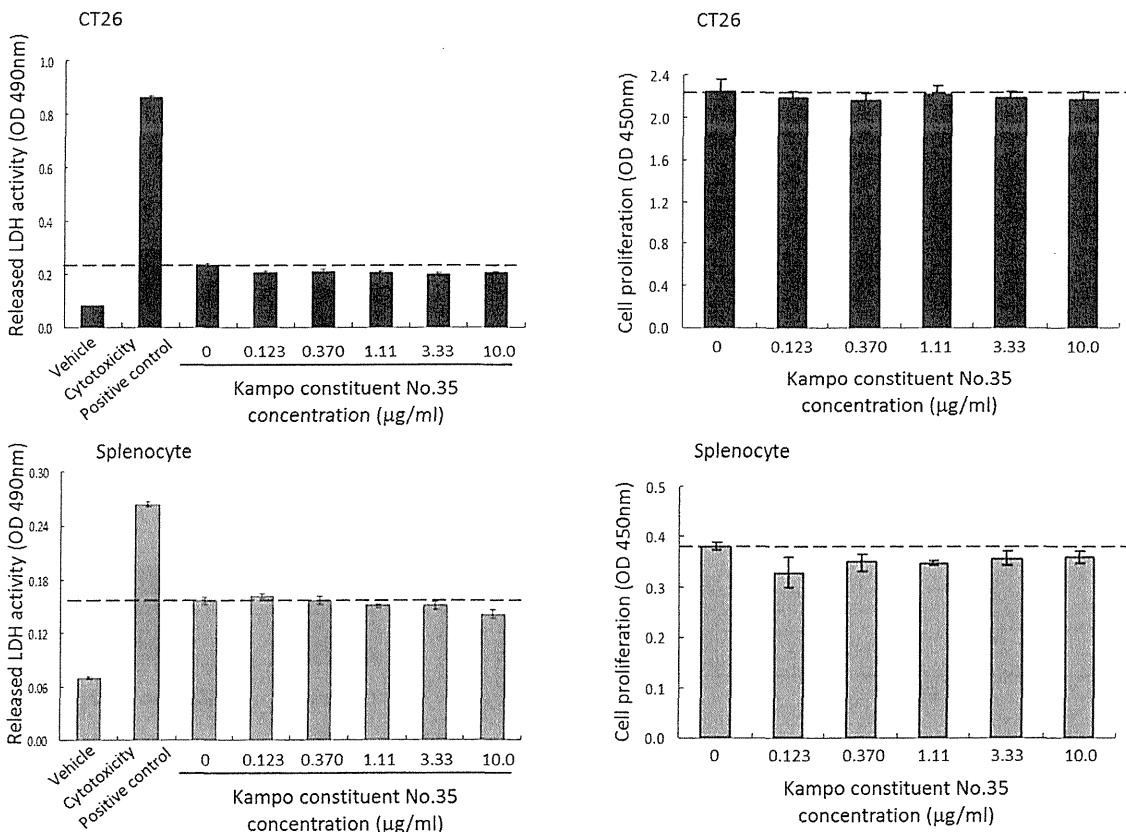 CT26
Released LDH activity (OD 490nm)
1.0
0.8
0.6
0.4
0.2
0.0
Vehicle
Cytotoxicity
Positive control
0 0.123 0.370 1.11 3.33 10.0
Kampo constituent No.35
concentration (μg/ml)
CT26
Cell proliferation (OD 450nm)
2.4
2.0
1.6
1.2
0.8
0.4
0.0
0 0.123 0.370 1.11 3.33 10.0
Kampo constituent No.35
concentration (μg/ml)
Splenocyte
Released LDH activity (OD 490nm)
0.30
0.24
0.18
0.12
0.06
0.00
Vehicle
Cytotoxicity
Positive control
0 0.123 0.370 1.11 3.33 10.0
Kampo constituent No.35
concentration (μg/ml)
Splenocyte
Cell proliferation (OD 450nm)
0.5
0.4
0.3
0.2
0.1
0.0
0 0.123 0.370 1.11 3.33 10.0
Kampo constituent No.35
concentration (μg/ml)